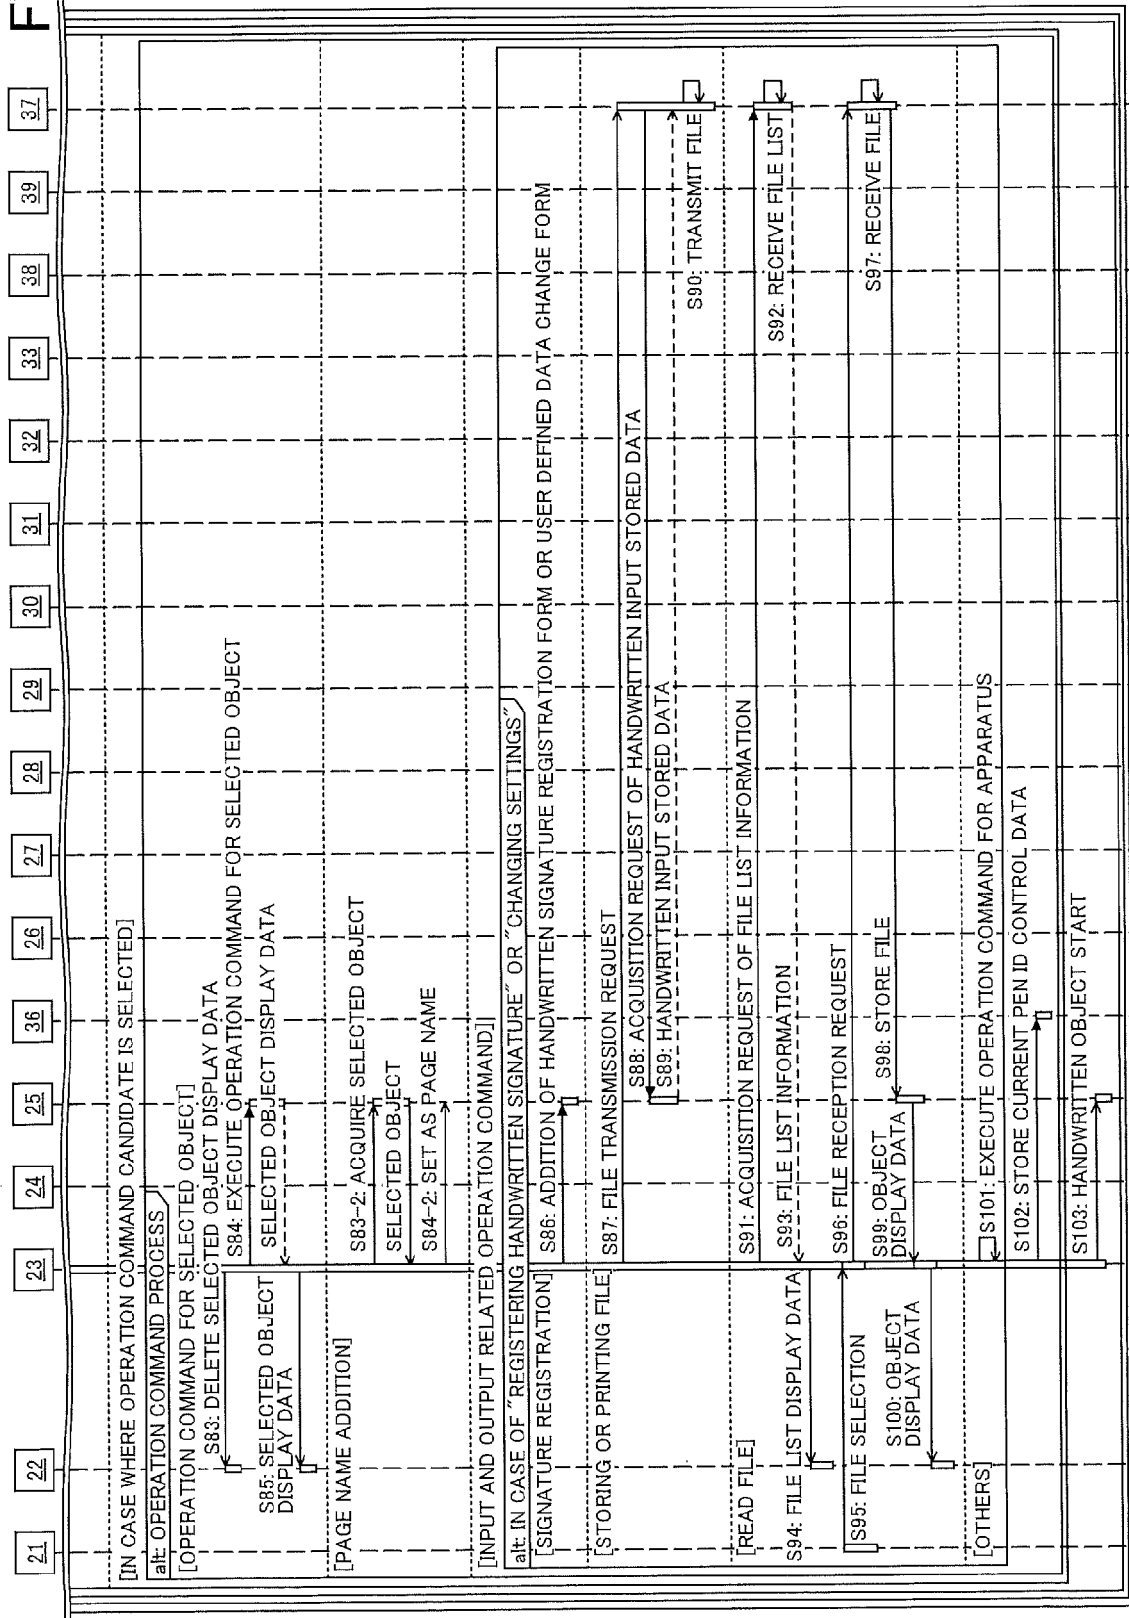 F
21
22
23
24
25
36
26
27
28
29
30
31
32
33
38
39
37
[IN CASE WHERE OPERATION COMMAND CANDIDATE IS SELECTED]
alt: OPERATION COMMAND PROCESS
[OPERATION COMMAND FOR SELECTED OBJECT]
S83: DELETE SELECTED OBJECT DISPLAY DATA
S84: EXECUTE OPERATION COMMAND FOR SELECTED OBJECT
SELECTED OBJECT DISPLAY DATA
S85: SELECTED OBJECT
DISPLAY DATA
[PAGE NAME ADDITION]
S83-2: ACQUIRE SELECTED OBJECT
SELECTED OBJECT
S84-2: SET AS PAGE NAME
[INPUT AND OUTPUT RELATED OPERATION COMMAND]
alt: IN CASE OF "REGISTERING HANDWRITTEN SIGNATURE" OR "CHANGING SETTINGS"
[SIGNATURE REGISTRATION]
S86: ADDITION OF HANDWRITTEN SIGNATURE REGISTRATION FORM OR USER DEFINED DATA CHANGE FORM
[STORING OR PRINTING FILE]
S87: FILE TRANSMISSION REQUEST
S88: ACQUISITION REQUEST OF HANDWRITTEN INPUT STORED DATA
S89: HANDWRITTEN INPUT STORED DATA
S90: TRANSMIT FILE
[READ FILE]
S91: ACQUISITION REQUEST OF FILE LIST INFORMATION
S92: RECEIVE FILE LIST
S93: FILE LIST INFORMATION
S94: FILE LIST DISPLAY DATA
S95: FILE SELECTION
S96: FILE RECEPTION REQUEST
S97: RECEIVE FILE
S98: STORE FILE
S99: OBJECT
DISPLAY DATA
S100: OBJECT
DISPLAY DATA
[OTHERS]
S101: EXECUTE OPERATION COMMAND FOR APPARATUS
S102: STORE CURRENT PEN ID CONTROL DATA
S103: HANDWRITTEN OBJECT START